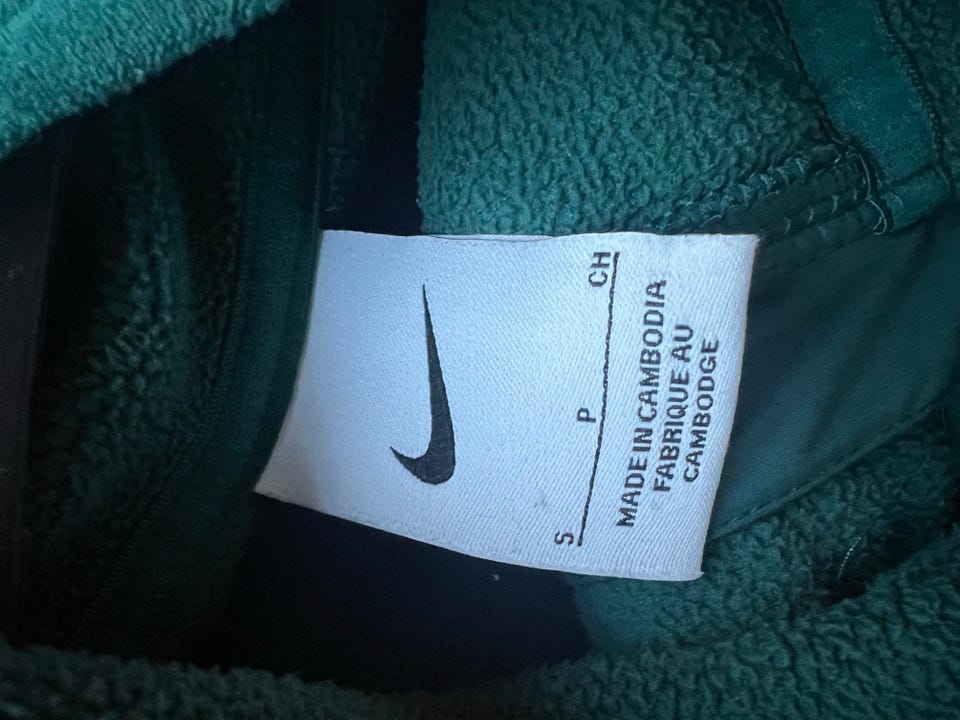 S P CH
MADE IN CAMBODIA
FABRIQUE AU
CAMBODGE